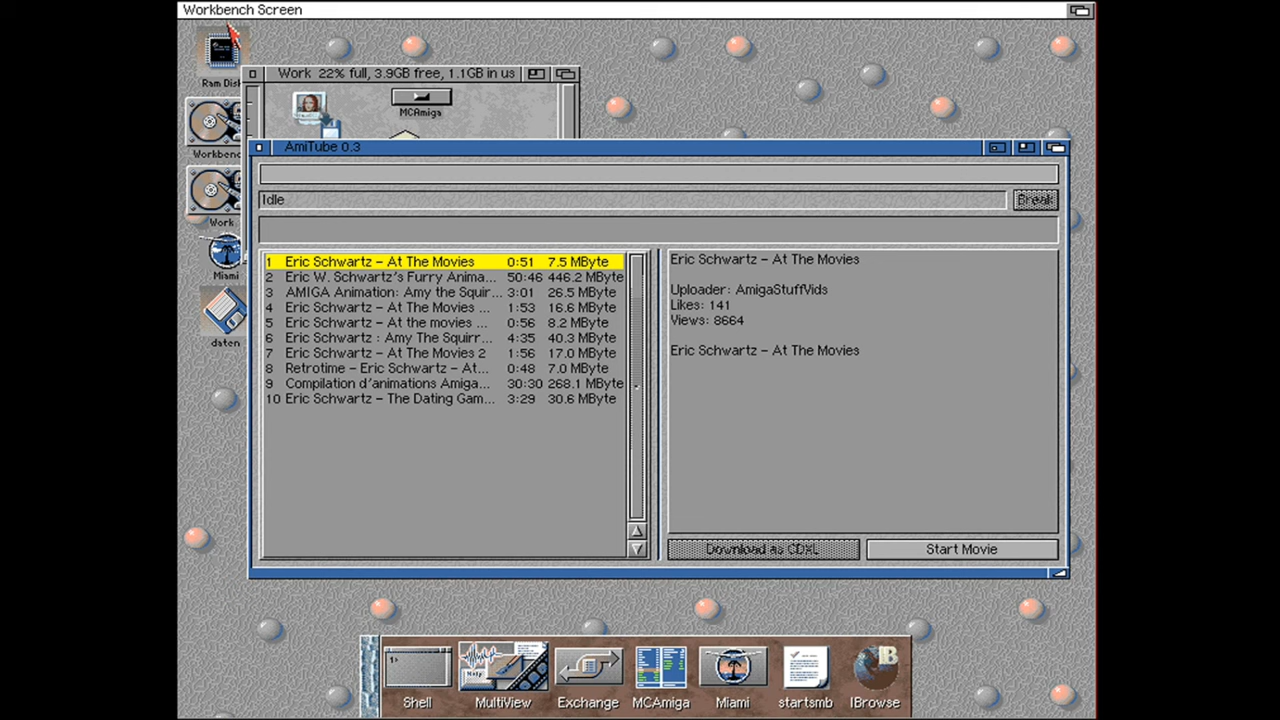 Workbench Screen
Ram Disk
Work 22% full, 3.9GB free, 1.1GB in us
MCAmiga
Workbenc
Work
Miami
daten
AmiTube 0.3
Idle
Break
1 Eric Schwartz – At The Movies 0:51 7.5 MByte
2 Eric W. Schwartz's Furry Anima... 50:46 446.2 MByte
3 AMIGA Animation: Amy the Squir... 3:01 26.5 MByte
4 Eric Schwartz – At The Movies ... 1:53 16.6 MByte
5 Eric Schwartz – At the movies ... 0:56 8.2 MByte
6 Eric Schwartz : Amy The Squirr... 4:35 40.3 MByte
7 Eric Schwartz – At The Movies 2 1:56 17.0 MByte
8 Retrotime – Eric Schwartz – At... 0:48 7.0 MByte
9 Compilation d'animations Amiga... 30:30 268.1 MByte
10 Eric Schwartz – The Dating Gam... 3:29 30.6 MByte
Eric Schwartz – At The Movies
Uploader: AmigaStuffVids
Likes: 141
Views: 8664
Eric Schwartz – At The Movies
Download as CDXL
Start Movie
1>
Help
B
Shell
MultiView
Exchange
MCAmiga
Miami
startsmb
IBrowse